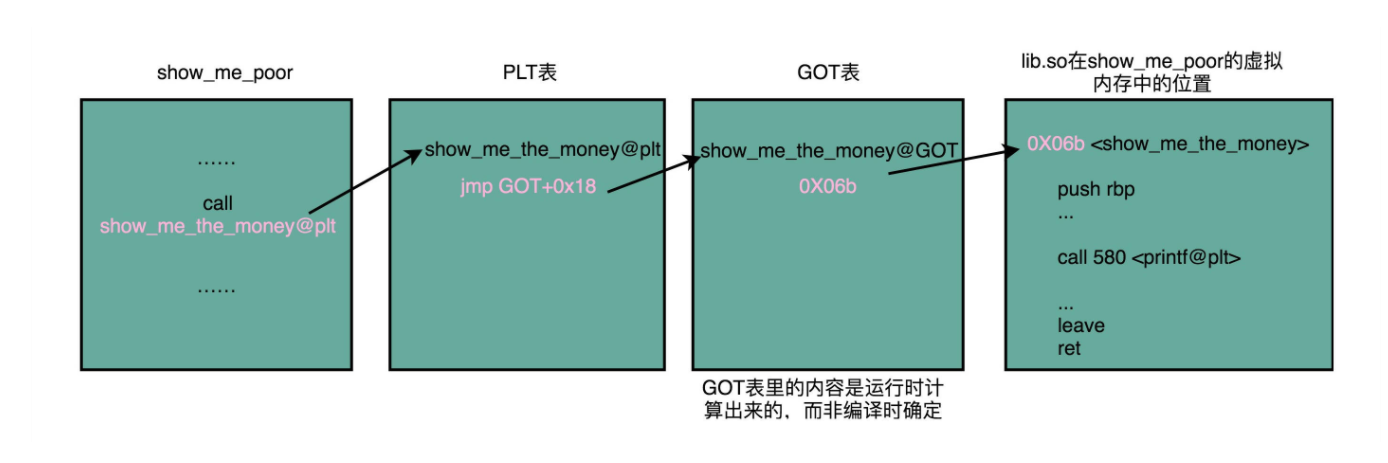 show_me_poor
......
call
show_me_the_money@plt
......
PLT表
show_me_the_money@plt
jmp GOT+0x18
GOT表
show_me_the_money@GOT
0X06b
GOT表里的内容是运行时计
算出来的，而非编译时确定
lib.so在show_me_poor的虚拟
内存中的位置
0X06b <show_me_the_money>
push rbp
...
call 580 <printf@plt>
...
leave
ret